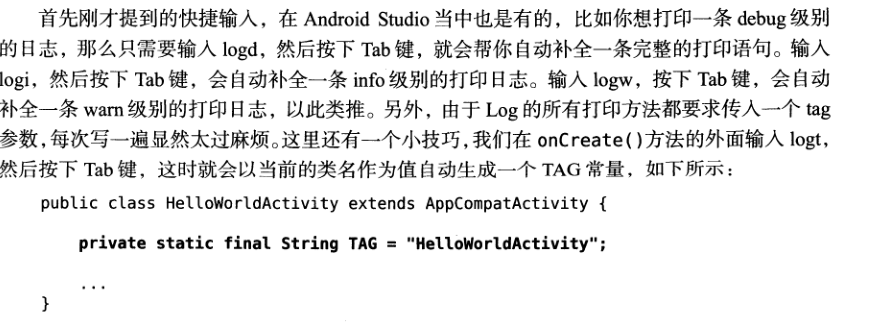 首先刚才提到的快捷输入，在 Android Studio 当中也是有的，比如你想打印一条 debug 级别
的日志，那么只需要输入 logd，然后按下 Tab 键，就会帮你自动补全一条完整的打印语句。输入
logi，然后按下 Tab 键，会自动补全一条 info 级别的打印日志。输入 logw，按下 Tab 键，会自动
补全一条 warn 级别的打印日志，以此类推。另外，由于 Log 的所有打印方法都要求传入一个 tag
参数，每次写一遍显然太过麻烦。这里还有一个小技巧，我们在 onCreate()方法的外面输入 logt，
然后按下 Tab 键，这时就会以当前的类名作为值自动生成一个 TAG 常量，如下所示：
public class HelloWorldActivity extends AppCompatActivity {
private static final String TAG = "HelloWorldActivity";
...
}